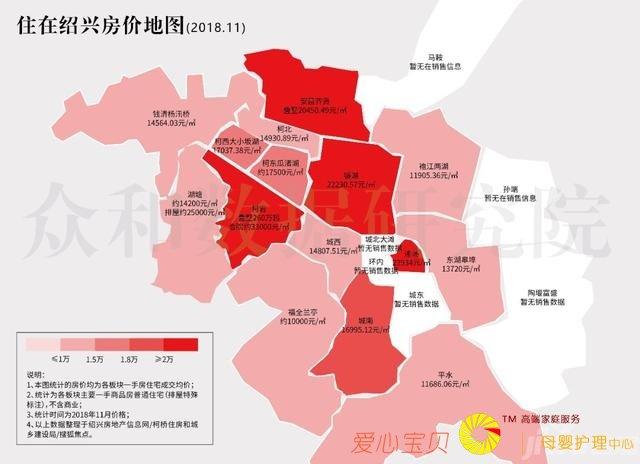 住在绍兴房价地图(2018.11)
马鞍
暂无在销售信息
安昌齐贤
叠墅20450.49元/㎡
钱清杨汛桥
14564.03元/㎡
柯北
14930.89元/㎡
柯西大小坂湖
17037.38元/㎡
柯东瓜渚湖
约17500元/㎡
镜湖
22230.57元/㎡
袍江两湖
11905.36元/㎡
孙端
暂无在销售信息
湖塘
约14200元/㎡
排屋约25000元/㎡
柯岩
叠墅260万起
合院约33000元/㎡
众和数据研究院
城西
14807.51元/㎡
城北大滩
暂无销售数据
环内
暂无销售数据
22934元/㎡
东湖皋埠
13720元/㎡
城东
暂无销售数据
陶堰富盛
暂无销售数据
福全兰亭
约10000元/㎡
城南
16995.12元/㎡
平水
11686.06元/㎡
≤1万 1.5万 1.8万 ≥2万
说明：
1、本图统计的房价均为各板块一手房住宅成交均价；
2、统计为各板块主要一手商品房普通住宅（排屋特殊
标注），不含商业；
3、统计时间为2018年11月价格；
4、以上数据整理于绍兴房地产信息网/柯桥住房和城
乡建设局/搜狐焦点。
爱心宝贝
TM 高端家庭服务
母婴护理中心